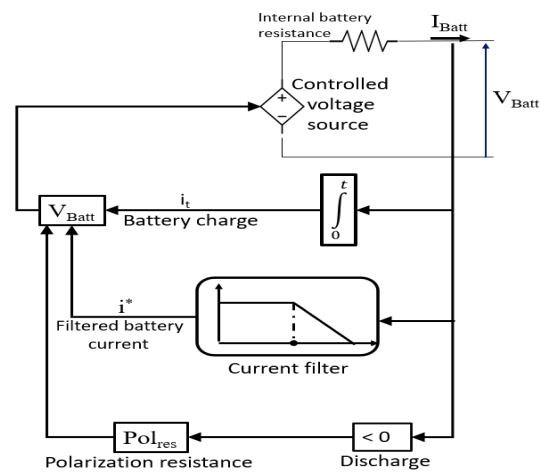 Internal battery
resistance
I_Batt
+
−
Controlled
voltage
source
V_Batt
V_Batt
i_t
Battery charge
∫
t
0
i*
Filtered battery
current
Current filter
Pol_res
< 0
Polarization resistance
Discharge